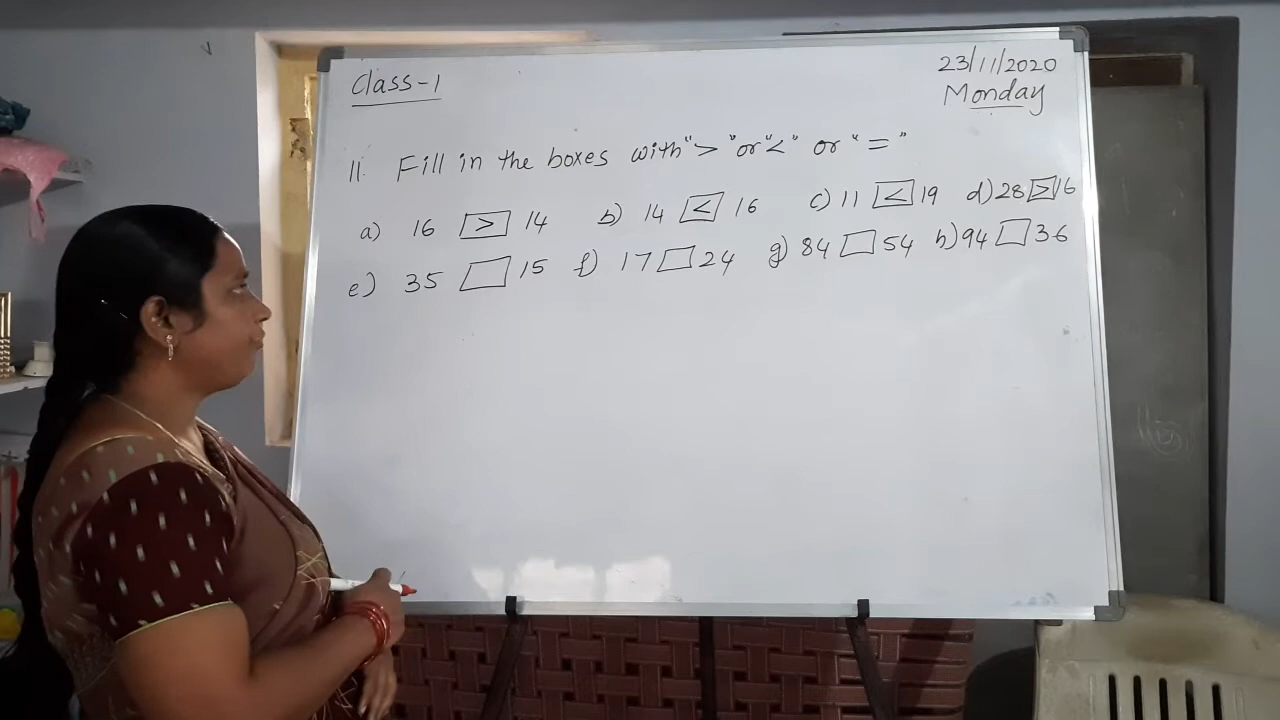 Class-1
23/11/2020
Monday
II. Fill in the boxes with ">" or "<" or "="
a) 16 > 14 b) 14 < 16 c) 11 < 19 d) 28 > 16
e) 35 □ 15 f) 17 □ 24 g) 84 □ 54 h) 94 □ 36